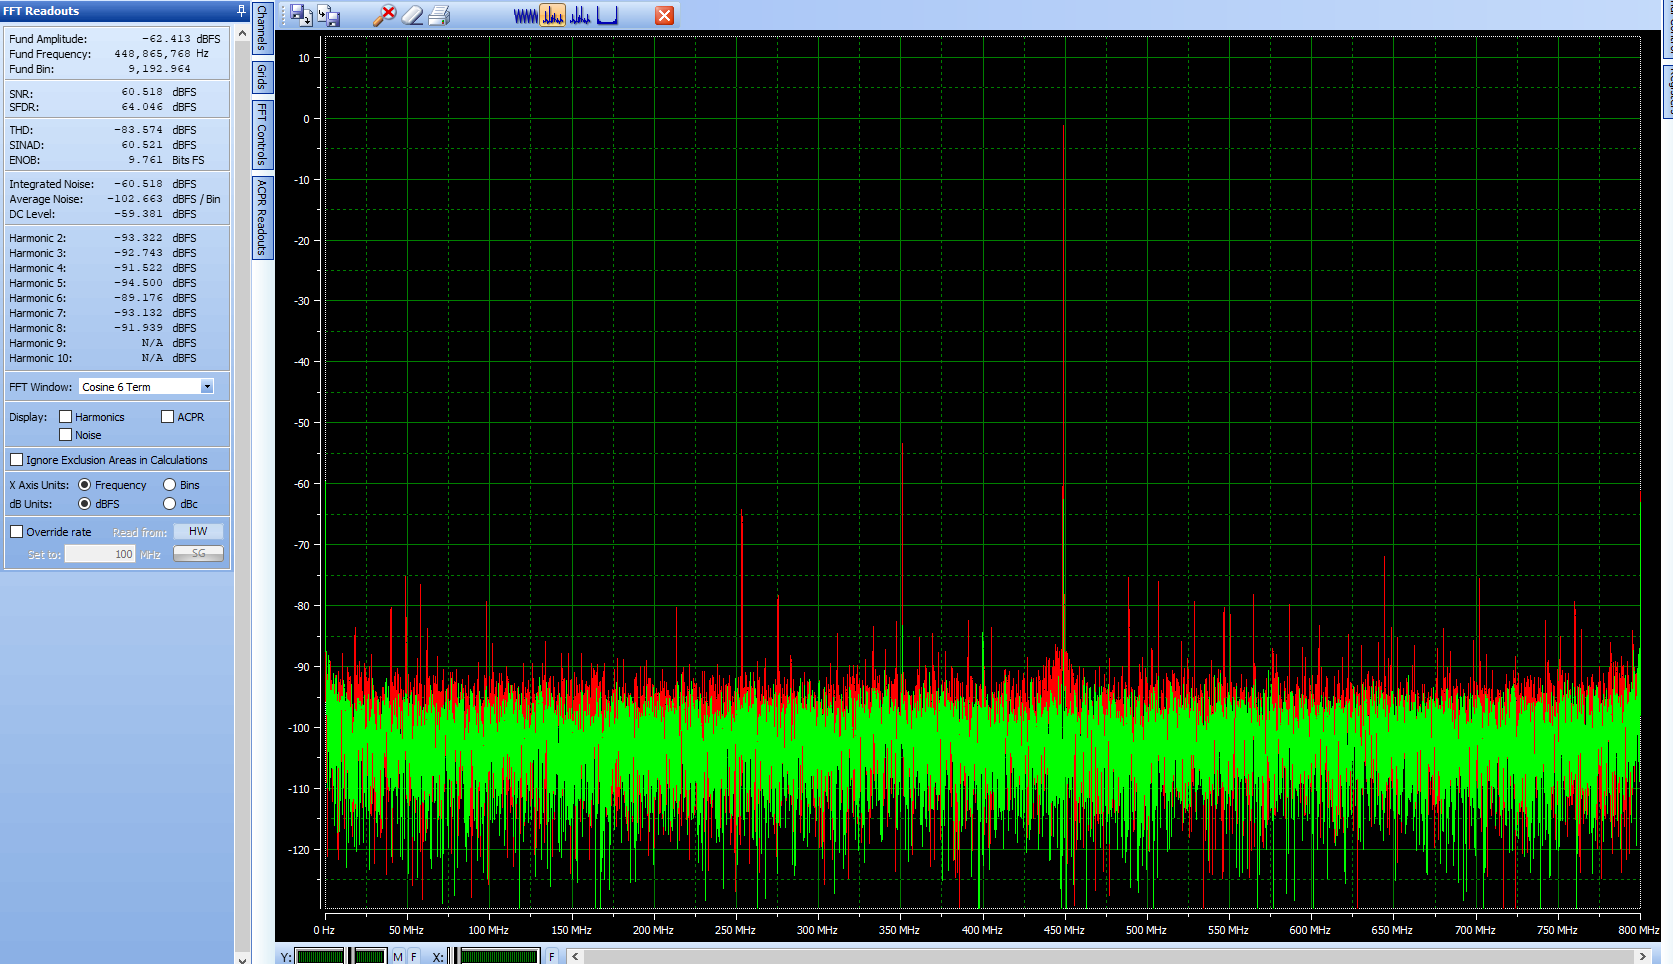 FFT Readouts
Fund Amplitude: -62.413 dBFS
Fund Frequency: 448,865,768 Hz
Fund Bin: 9,192.964
SNR: 60.518 dBFS
SFDR: 64.046 dBFS
THD: -83.574 dBFS
SINAD: 60.521 dBFS
ENOB: 9.761 Bits FS
Integrated Noise: -60.518 dBFS
Average Noise: -102.663 dBFS / Bin
DC Level: -59.381 dBFS
Harmonic 2: -93.322 dBFS
Harmonic 3: -92.743 dBFS
Harmonic 4: -91.522 dBFS
Harmonic 5: -94.500 dBFS
Harmonic 6: -89.176 dBFS
Harmonic 7: -93.132 dBFS
Harmonic 8: -91.939 dBFS
Harmonic 9: N/A dBFS
Harmonic 10: N/A dBFS
FFT Window: Cosine 6 Term
Display: Harmonics ACPR
Noise
Ignore Exclusion Areas in Calculations
X Axis Units: Frequency Bins
dB Units: dBFS dBc
Override rate Read from: HW
Set to: 100 MHz SG
Channels
Grids
FFT Controls
ACPR Readouts
10
0
-10
-20
-30
-40
-50
-60
-70
-80
-90
-100
-110
-120
0 Hz 50 MHz 100 MHz 150 MHz 200 MHz 250 MHz 300 MHz 350 MHz 400 MHz 450 MHz 500 MHz 550 MHz 600 MHz 650 MHz 700 MHz 750 MHz 800 MHz
Y: M F X: F